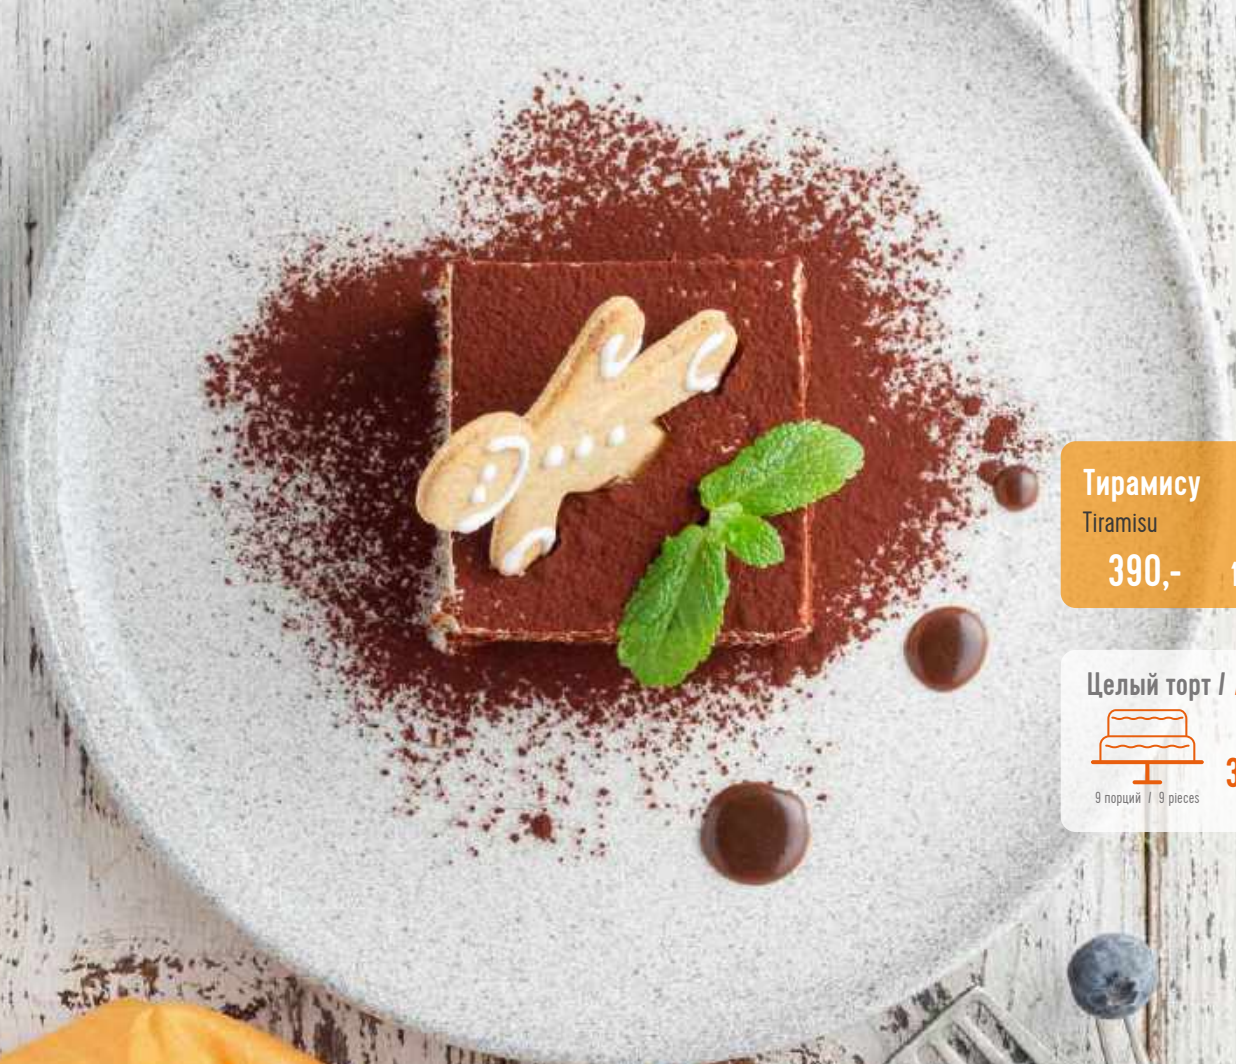 Тирамису
Tiramisu
390,-
Целый торт /
9 порций / 9 pieces